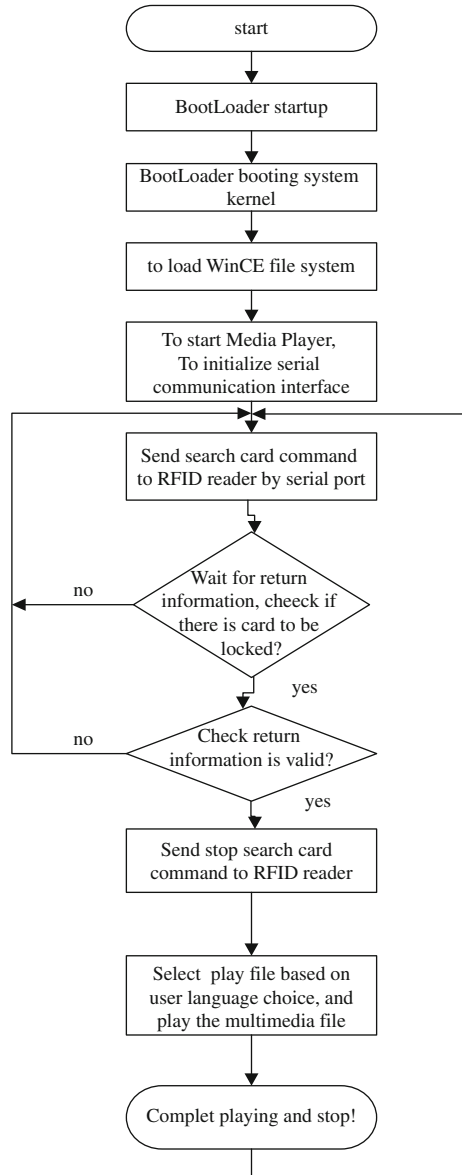 start
BootLoader startup
BootLoader booting system
kernel
to load WinCE file system
To start Media Player,
To initialize serial
communication interface
Send search card command
to RFID reader by serial port
Wait for return
information, cheeck if
there is card to be
locked?
no
yes
Check return
information is valid?
no
yes
Send stop search card
command to RFID reader
Select play file based on
user language choice, and
play the multimedia file
Complet playing and stop!